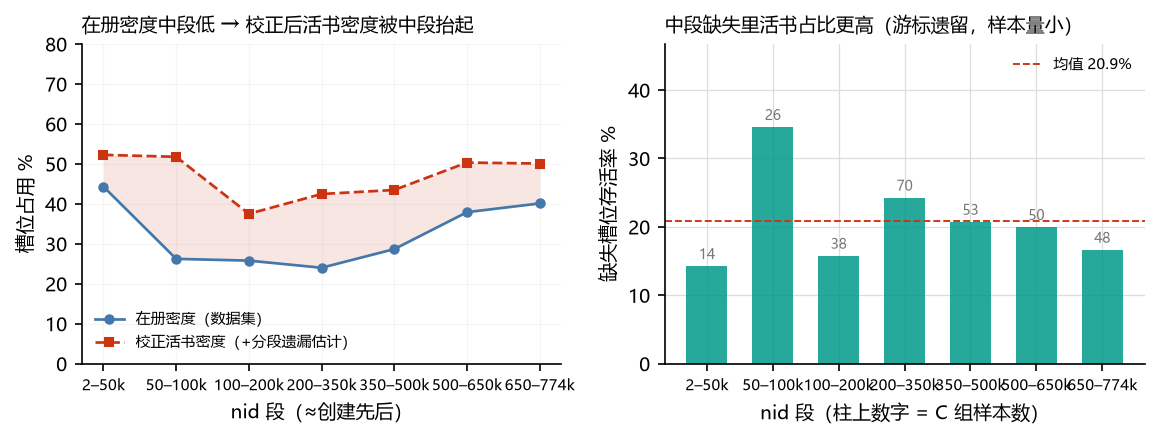 在册密度中段低 → 校正后活书密度被中段抬起
80
70
60
50
40
30
20
10
0
槽位占用 %
在册密度（数据集）
校正活书密度（+分段遗漏估计）
2–50k 50–100k 100–200k 200–350k 350–500k 500–650k 650–774k
nid 段（≈创建先后）
中段缺失里活书占比更高（游标遗留，样本量小）
均值 20.9%
40
30
20
10
0
缺失槽位存活率 %
14 26 38 70 53 50 48
2–50k 50–100k 100–200k 200–350k 350–500k 500–650k 650–774k
nid 段（柱上数字 = C 组样本数）